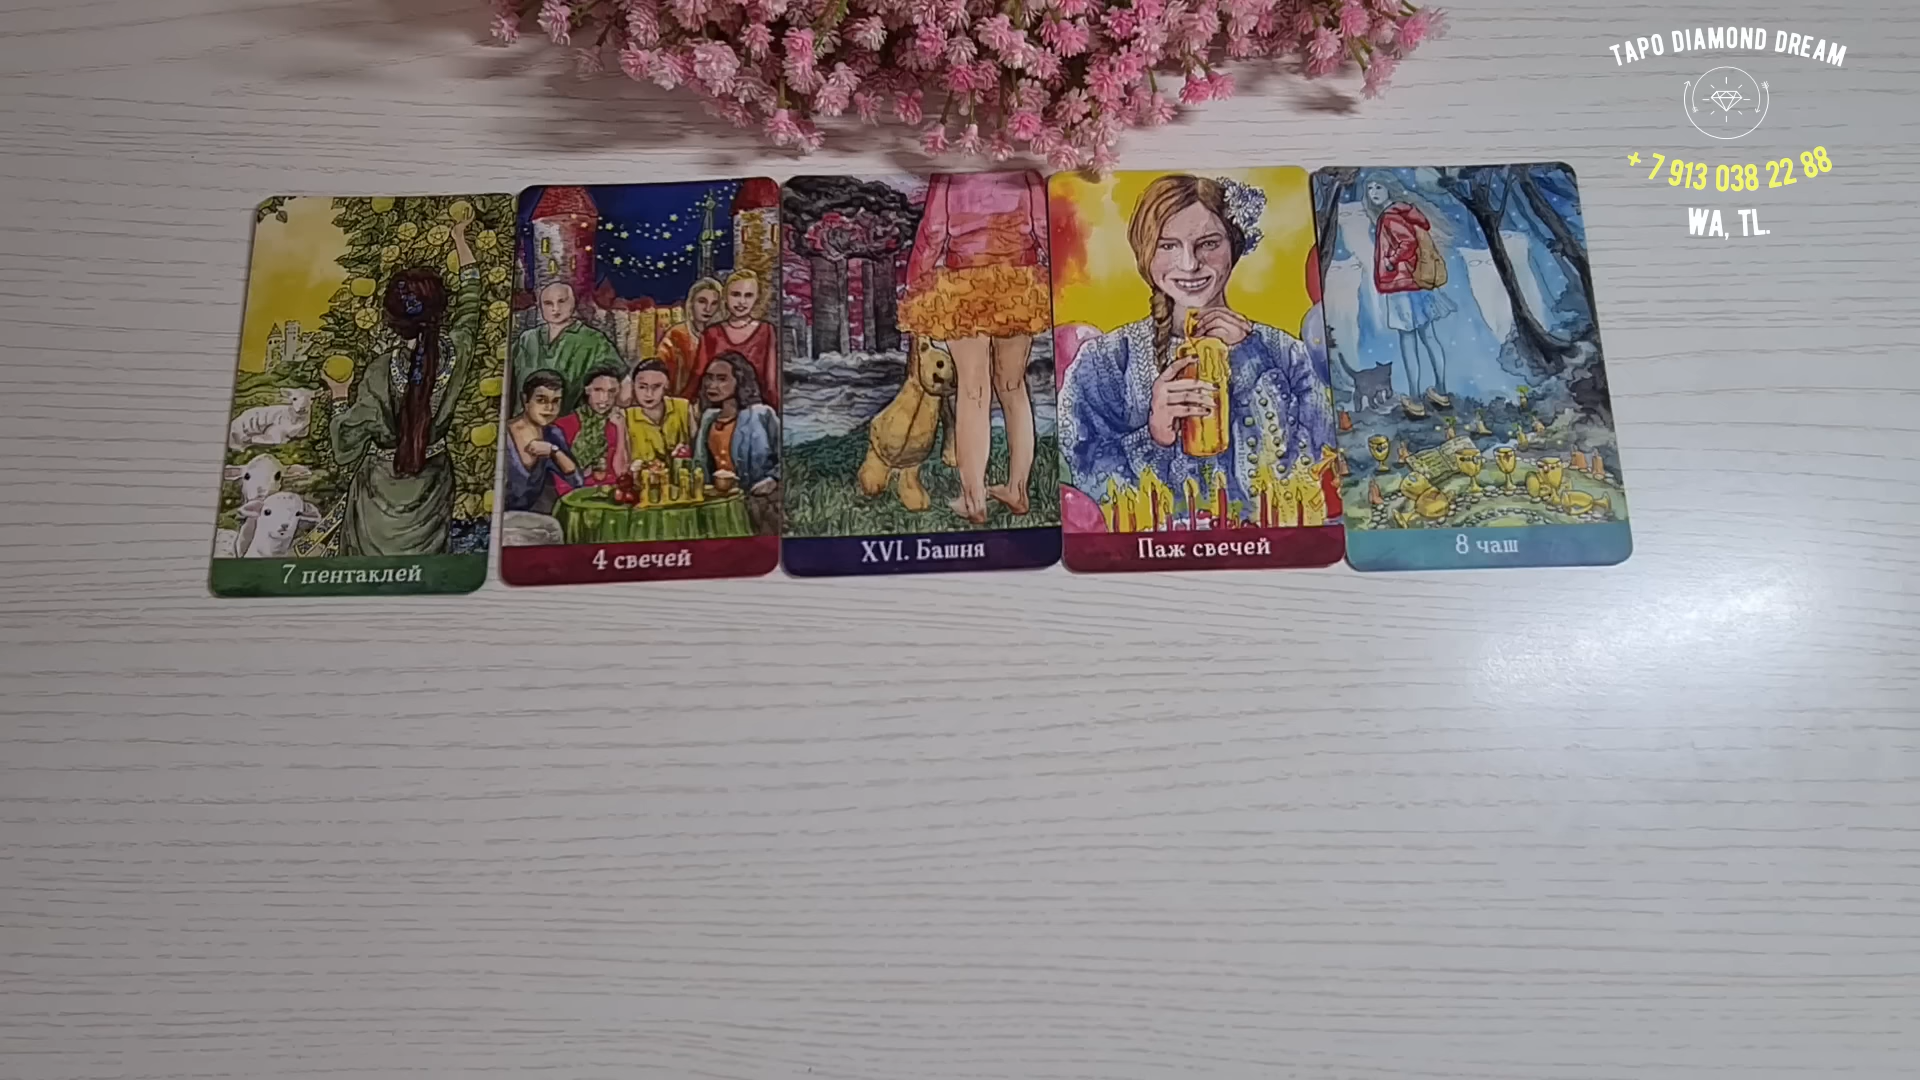 ТАРО DIAMOND DREAM
+ 7 913 038 22 88
WA, TL.
7 пентаклей
4 свечей
XVI. Башня
Паж свечей
8 чаш